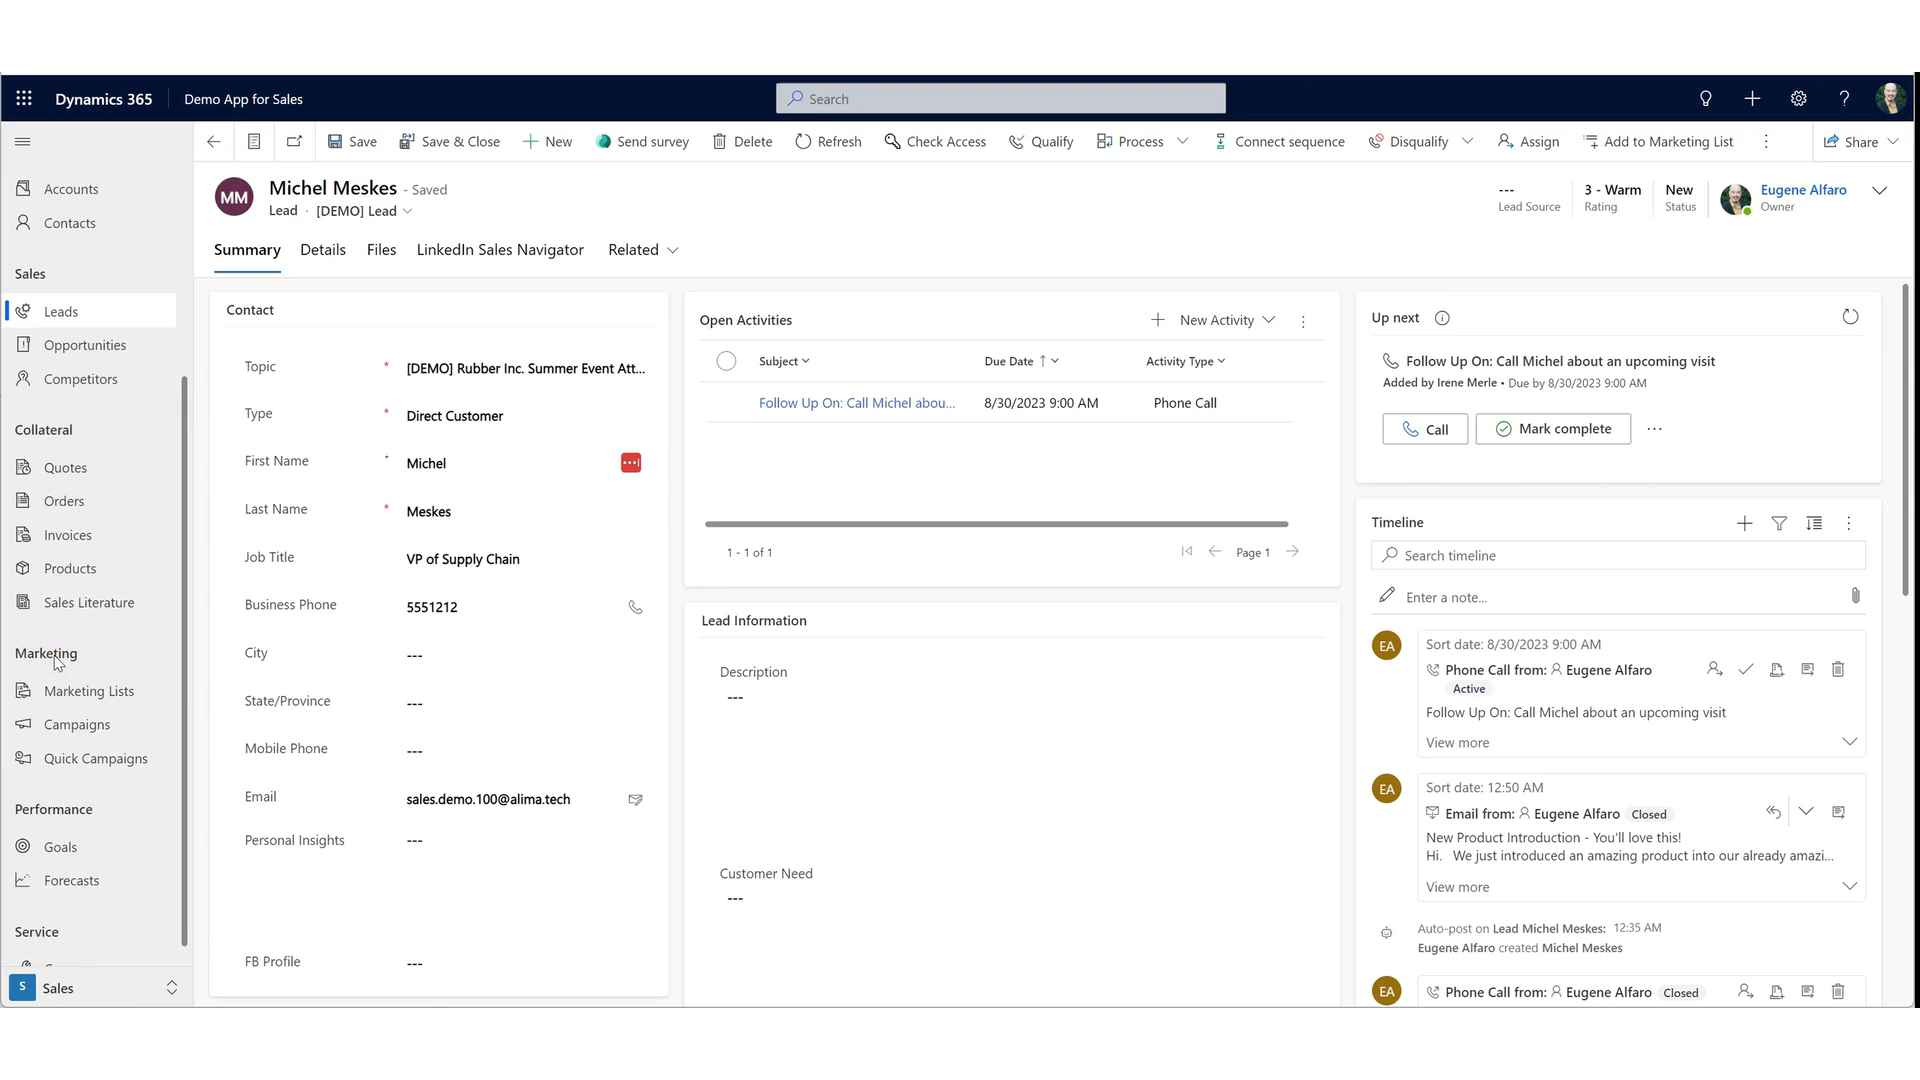 Dynamics 365
Demo App for Sales
Search
Save
Save & Close
New
Send survey
Delete
Refresh
Check Access
Qualify
Process
Connect sequence
Disqualify
Assign
Add to Marketing List
Share
Accounts
Contacts
Sales
Leads
Opportunities
Competitors
Collateral
Quotes
Orders
Invoices
Products
Sales Literature
Marketing
Marketing Lists
Campaigns
Quick Campaigns
Performance
Goals
Forecasts
Service
S Sales
MM
Michel Meskes - Saved
Lead · [DEMO] Lead
---
Lead Source
3 - Warm
Rating
New
Status
Eugene Alfaro
Owner
Summary
Details
Files
LinkedIn Sales Navigator
Related
Contact
Topic * [DEMO] Rubber Inc. Summer Event Att...
Type * Direct Customer
First Name * Michel
Last Name * Meskes
Job Title VP of Supply Chain
Business Phone 5551212
City ---
State/Province ---
Mobile Phone ---
Email sales.demo.100@alima.tech
Personal Insights ---
FB Profile ---
Open Activities
New Activity
Subject Due Date Activity Type
Follow Up On: Call Michel abou... 8/30/2023 9:00 AM Phone Call
1 - 1 of 1
Page 1
Lead Information
Description
---
Customer Need
---
Up next
Follow Up On: Call Michel about an upcoming visit
Added by Irene Merle • Due by 8/30/2023 9:00 AM
Call
Mark complete
Timeline
Search timeline
Enter a note...
EA
Sort date: 8/30/2023 9:00 AM
Phone Call from: Eugene Alfaro
Active
Follow Up On: Call Michel about an upcoming visit
View more
EA
Sort date: 12:50 AM
Email from: Eugene Alfaro Closed
New Product Introduction - You'll love this!
Hi. We just introduced an amazing product into our already amazi...
View more
Auto-post on Lead Michel Meskes: 12:35 AM
Eugene Alfaro created Michel Meskes
EA
Phone Call from: Eugene Alfaro Closed